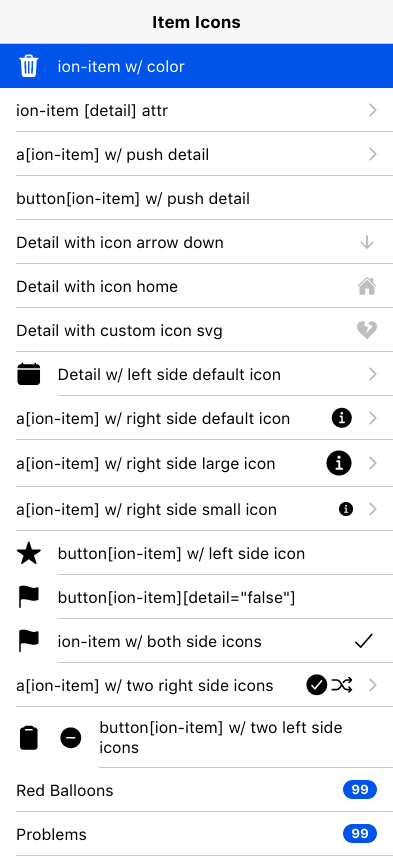 Item Icons
ion-item w/ color
ion-item [detail] attr
a[ion-item] w/ push detail
button[ion-item] w/ push detail
Detail with icon arrow down
Detail with icon home
Detail with custom icon svg
Detail w/ left side default icon
a[ion-item] w/ right side default icon
a[ion-item] w/ right side large icon
a[ion-item] w/ right side small icon
button[ion-item] w/ left side icon
button[ion-item][detail="false"]
ion-item w/ both side icons
a[ion-item] w/ two right side icons
button[ion-item] w/ two left side
icons
Red Balloons 99
Problems 99